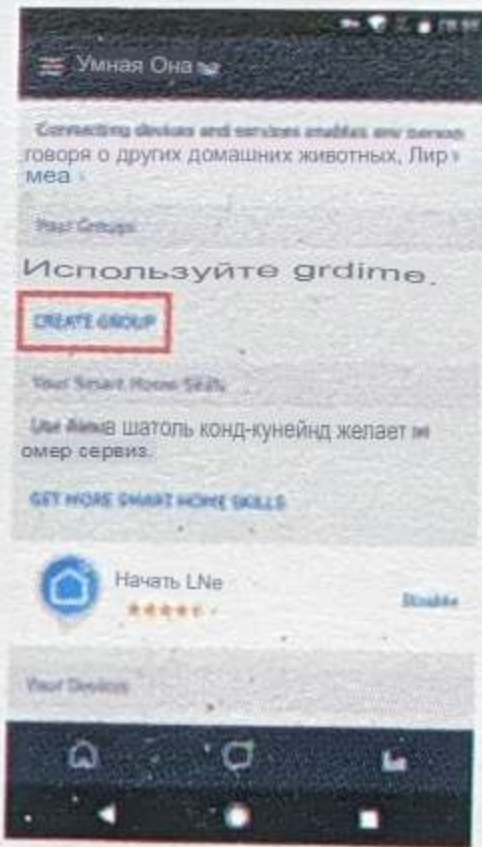 Умная Она
Connecting devices and services enables any person
говоря о других домашних животных, Лир
меа
Your Groups
Используйте grdime.
CREATE GROUP
Your Smart Home Skills
в шатоль конд-кунейнд желает
омер сервиз.
GET MORE SMART HOME SKILLS
Начать LNe
Disable
Your Devices